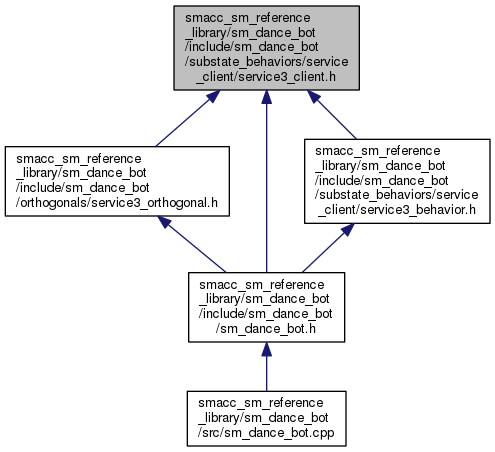 smacc_sm_reference
_library/sm_dance_bot
/include/sm_dance_bot
/substate_behaviors/service
_client/service3_client.h
smacc_sm_reference
_library/sm_dance_bot
/include/sm_dance_bot
/orthogonals/service3_orthogonal.h
smacc_sm_reference
_library/sm_dance_bot
/include/sm_dance_bot
/substate_behaviors/service
_client/service3_behavior.h
smacc_sm_reference
_library/sm_dance_bot
/include/sm_dance_bot
/sm_dance_bot.h
smacc_sm_reference
_library/sm_dance_bot
/src/sm_dance_bot.cpp